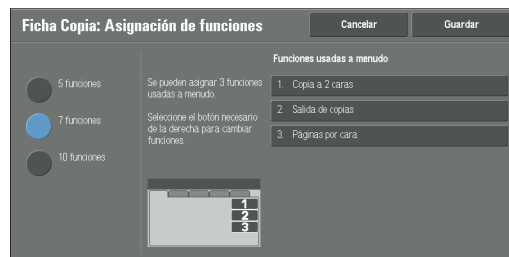 Ficha Copia: Asignación de funciones
Cancelar
Guardar
5 funciones
7 funciones
10 funciones
Se pueden asignar 3 funciones
usadas a menudo.
Seleccione el botón necesario
de la derecha para cambiar
funciones.
1
2
3
Funciones usadas a menudo
1. Copia a 2 caras
2. Salida de copias
3. Páginas por cara